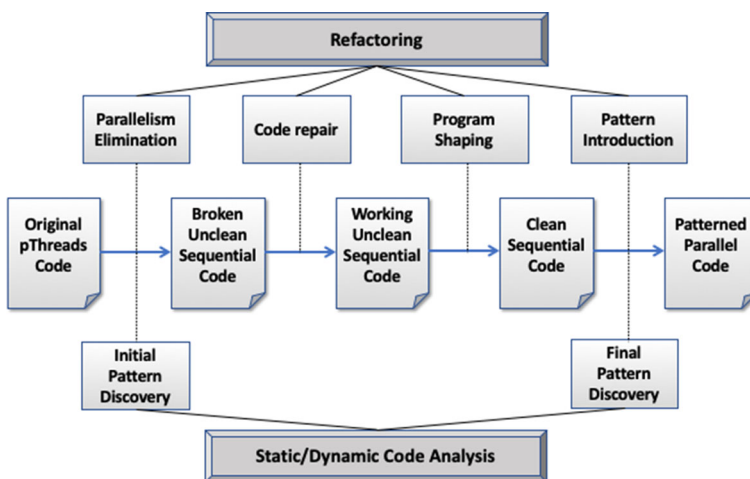 Refactoring
Parallelism
Elimination
Code repair
Program
Shaping
Pattern
Introduction
Original
pThreads
Code
Broken
Unclean
Sequential
Code
Working
Unclean
Sequential
Code
Clean
Sequential
Code
Patterned
Parallel
Code
Initial
Pattern
Discovery
Final
Pattern
Discovery
Static/Dynamic Code Analysis